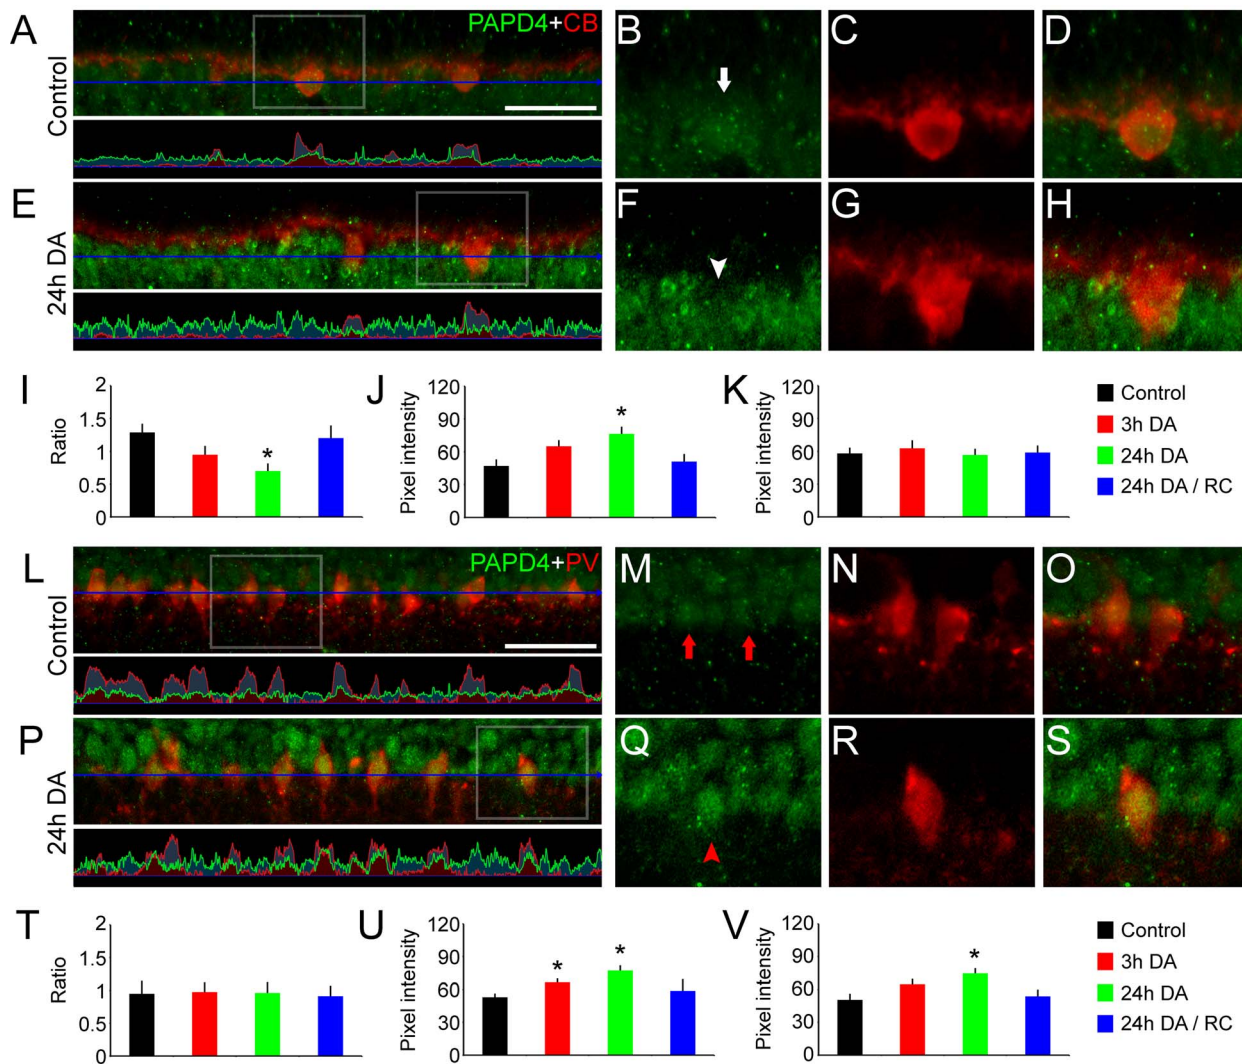 A
Control
PAPD4+CB
B
C
D
E
24h DA
F
G
H
I
Ratio
2
1.5
1
0.5
0
*
J
Pixel intensity
120
90
60
30
0
*
K
Pixel intensity
120
90
60
30
0
Control
3h DA
24h DA
24h DA / RC
L
Control
PAPD4+PV
M
N
O
P
24h DA
Q
R
S
T
Ratio
2
1.5
1
0.5
0
U
Pixel intensity
120
90
60
30
0
*
*
V
Pixel intensity
120
90
60
30
0
*
Control
3h DA
24h DA
24h DA / RC